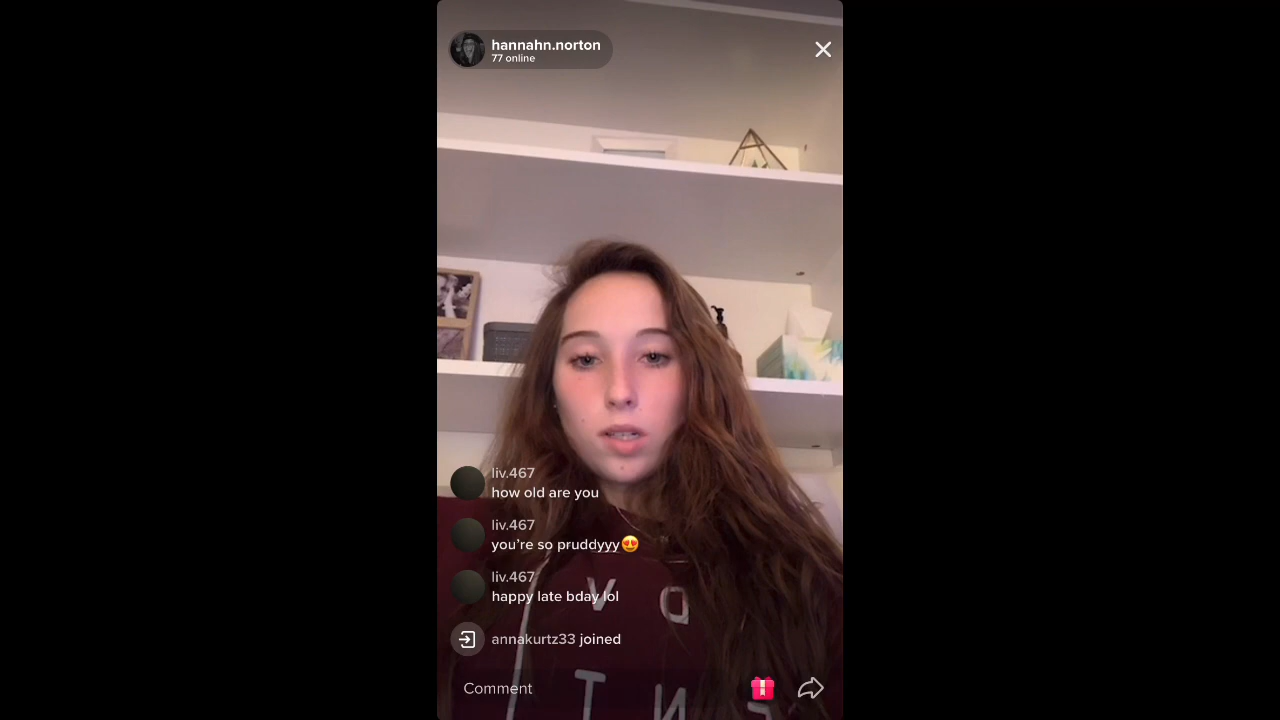 hannahn.norton
77 online
liv.467
how old are you
liv.467
you're so pruddyyy😍
liv.467
happy late bday lol
annakurtz33 joined
Comment